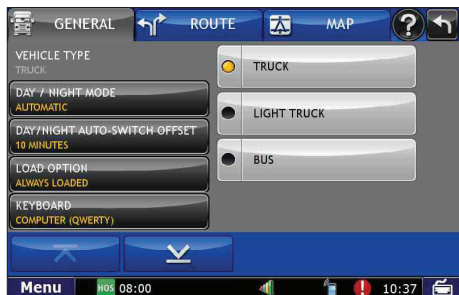 GENERAL
ROUTE
MAP
?
VEHICLE TYPE
TRUCK
DAY / NIGHT MODE
AUTOMATIC
DAY/NIGHT AUTO-SWITCH OFFSET
10 MINUTES
LOAD OPTION
ALWAYS LOADED
KEYBOARD
COMPUTER (QWERTY)
TRUCK
LIGHT TRUCK
BUS
Menu HOS 08:00 ! 10:37